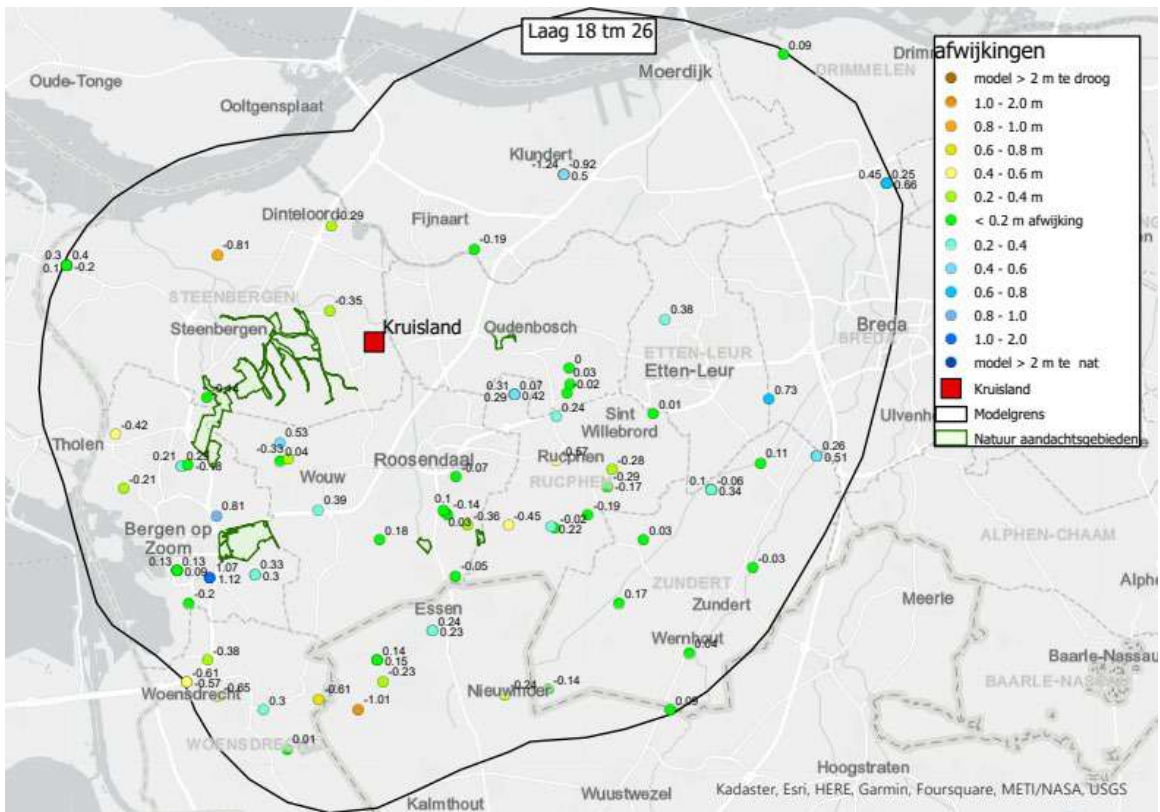 Laag 18 tm 26
0.09
Drimm
DRIMMELEN
Moerdijk
Oude-Tonge
Ooltgensplaat
afwijkingen
model > 2 m te droog
1.0 - 2.0 m
0.8 - 1.0 m
0.6 - 0.8 m
0.4 - 0.6 m
0.2 - 0.4 m
< 0.2 m afwijking
0.2 - 0.4
0.4 - 0.6
0.6 - 0.8
0.8 - 1.0
1.0 - 2.0
model > 2 m te nat
Kruisland
Modelgrens
Natuur aandachtsgebieden
Klundert
-1.24 -0.92
0.5
0.45 0.25
0.66
Dinteloord 0.29
Fijnaart
-0.19
-0.81
0.3 0.4
0.1 -0.2
STEENBERGEN
-0.35
Steenbergen
Kruisland
Oudenbosch
0.38
Breda
BREDA
ETTEN-LEUR
Etten-Leur
0
0.03
-0.02
0.31 0.07
0.29 0.42
0.24
0.73
0.01
Sint
Willebrord
Ulvenh
Tholen
-0.42
0.53
-0.33 0.04
0.21
-0.18
Wouw
Roosendaal
-0.07
Rucphen
-0.57
-0.28
-0.29
RUCPHEN
-0.17
0.11
0.26
0.51
0.1 -0.06
0.34
-0.21
0.81
0.39
0.1 -0.14
0.03
-0.36
-0.45
-0.02
-0.22
-0.19
0.03
Bergen op
Zoom
0.18
ALPHEN-CHAAM
0.13 0.13
0.09
1.07
1.12
0.33
0.3
-0.05
-0.03
ZUNDERT
Zundert
Meerle
Alphe
-0.2
0.17
Essen
0.24
0.23
Wernhout
0.04
Baarle-Nassau
BAARLE-NASSAU
-0.38
0.14
0.15
-0.23
-0.61
-0.57
Woensdrecht
-0.65
0.3
-0.61
-1.01
Nieuwmoer
-0.24
-0.14
0.09
WOENSDRE
0.01
Hoogstraten
Kalmthout
Wuustwezel
Kadaster, Esri, HERE, Garmin, Foursquare, METI/NASA, USGS